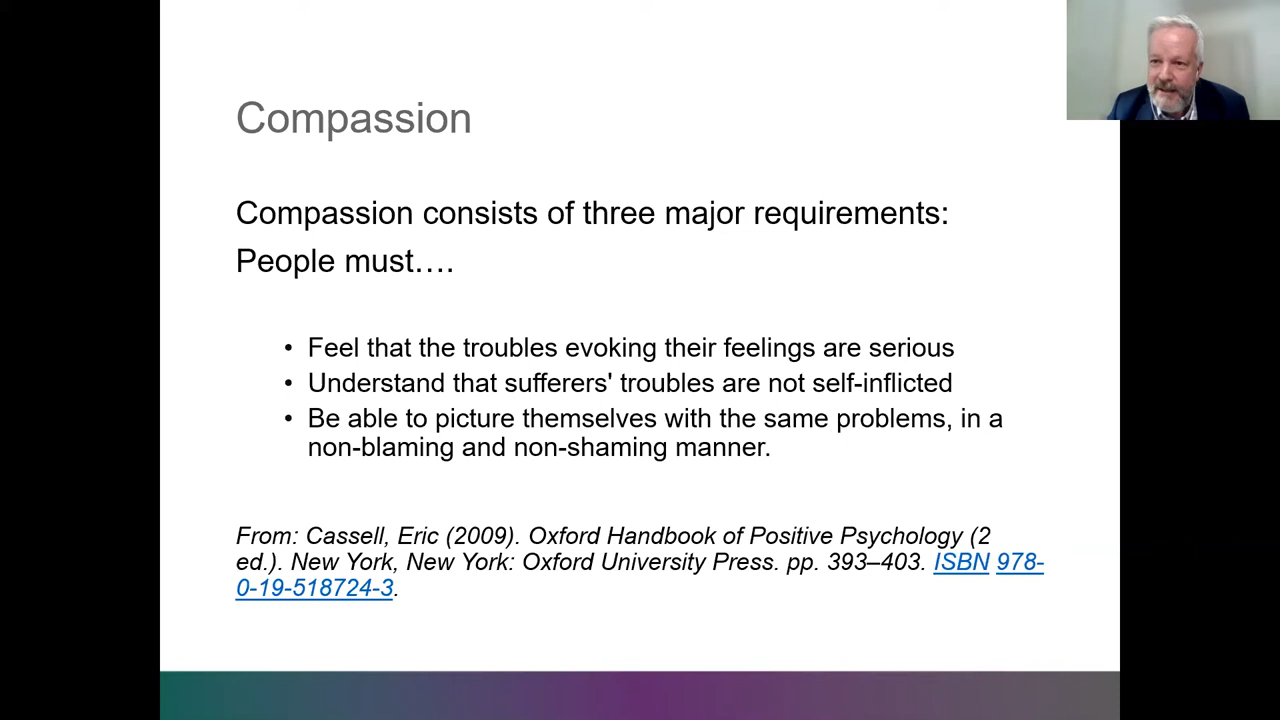 Compassion
Compassion consists of three major requirements:
People must….
• Feel that the troubles evoking their feelings are serious
• Understand that sufferers' troubles are not self-inflicted
• Be able to picture themselves with the same problems, in a
non-blaming and non-shaming manner.
From: Cassell, Eric (2009). Oxford Handbook of Positive Psychology (2
ed.). New York, New York: Oxford University Press. pp. 393–403. ISBN 978-
0-19-518724-3.